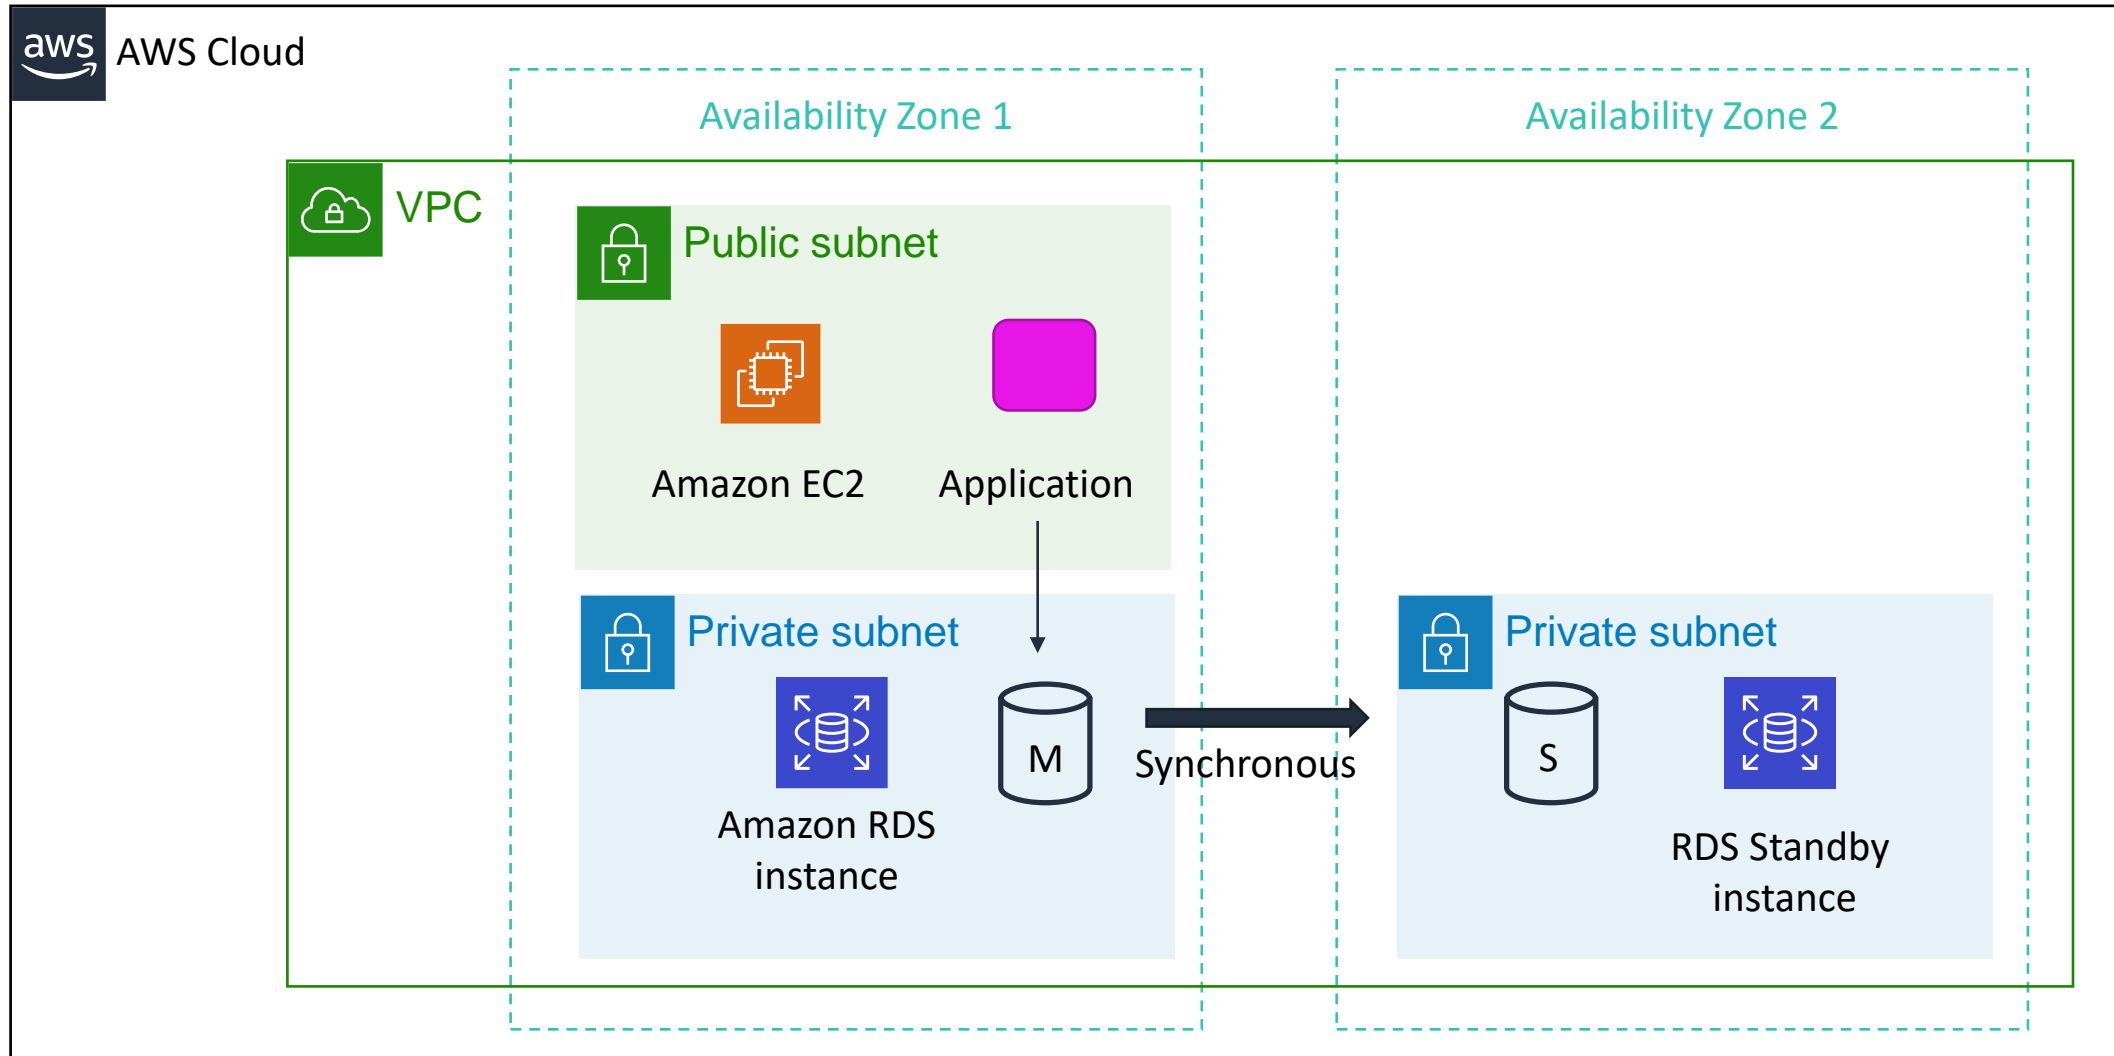 aws
AWS Cloud
Availability Zone 1
Availability Zone 2
VPC
Public subnet
Amazon EC2
Application
Private subnet
Private subnet
M
Synchronous
S
Amazon RDS
instance
RDS Standby
instance